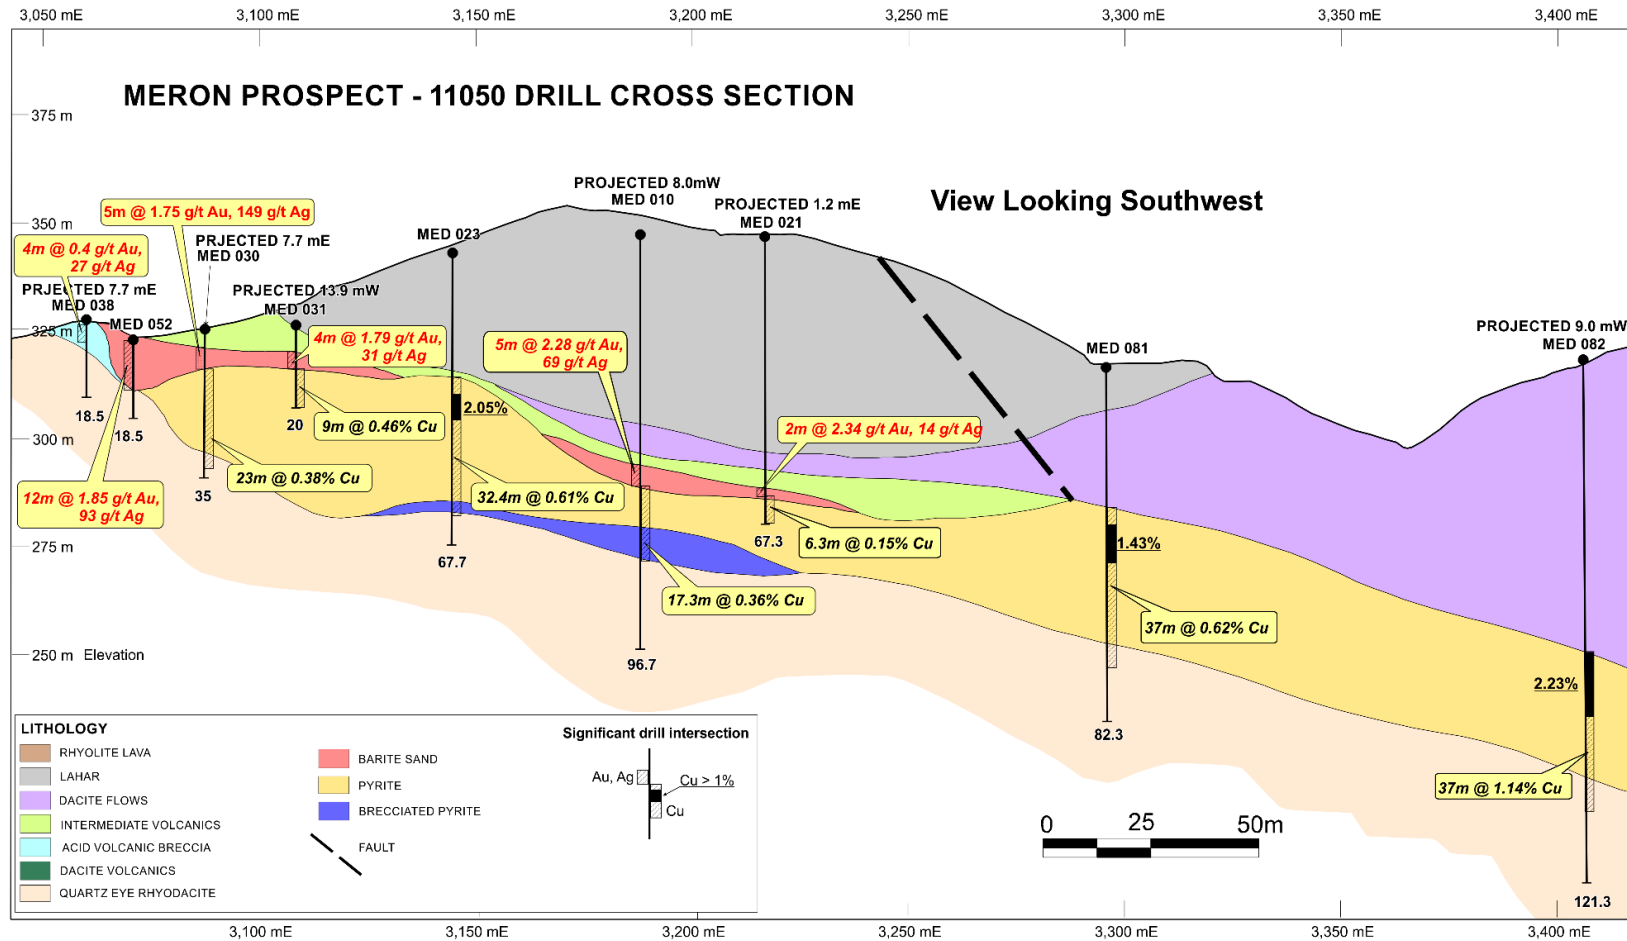 3,050 mE
3,100 mE
3,150 mE
3,200 mE
3,250 mE
3,300 mE
3,350 mE
3,400 mE
MERON PROSPECT - 11050 DRILL CROSS SECTION
375 m
350 m
325 m
300 m
275 m
250 m Elevation
View Looking Southwest
PROJECTED 8.0mW
MED 010
PROJECTED 1.2 mE
MED 021
5m @ 1.75 g/t Au, 149 g/t Ag
4m @ 0.4 g/t Au,
27 g/t Ag
PRJECTED 7.7 mE
MED 030
MED 023
PRJECTED 7.7 mE
MED 038
MED 052
PROJECTED 13.9 mW
MED 031
4m @ 1.79 g/t Au,
31 g/t Ag
5m @ 2.28 g/t Au,
69 g/t Ag
MED 081
PROJECTED 9.0 mW
MED 082
2.05%
18.5
18.5
20
9m @ 0.46% Cu
2m @ 2.34 g/t Au, 14 g/t Ag
12m @ 1.85 g/t Au,
93 g/t Ag
35
23m @ 0.38% Cu
32.4m @ 0.61% Cu
67.7
67.3
6.3m @ 0.15% Cu
1.43%
17.3m @ 0.36% Cu
37m @ 0.62% Cu
96.7
82.3
2.23%
37m @ 1.14% Cu
121.3
LITHOLOGY
RHYOLITE LAVA
LAHAR
DACITE FLOWS
INTERMEDIATE VOLCANICS
ACID VOLCANIC BRECCIA
DACITE VOLCANICS
QUARTZ EYE RHYODACITE
BARITE SAND
PYRITE
BRECCIATED PYRITE
FAULT
Significant drill intersection
Au, Ag
Cu > 1%
Cu
0 25 50m
3,100 mE
3,150 mE
3,200 mE
3,250 mE
3,300 mE
3,350 mE
3,400 mE